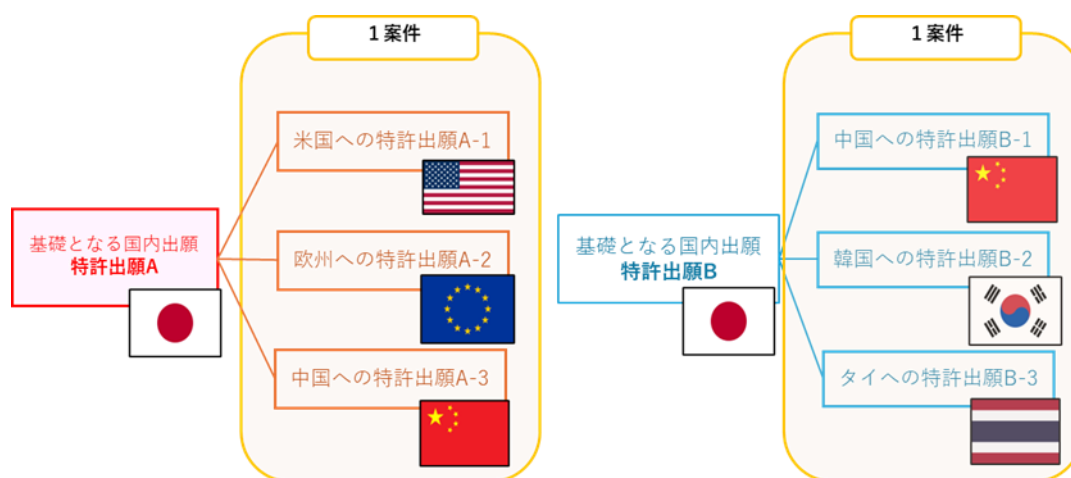 1案件
米国への特許出願A-1
欧州への特許出願A-2
中国への特許出願A-3
基礎となる国内出願
特許出願A
1案件
中国への特許出願B-1
韓国への特許出願B-2
タイへの特許出願B-3
基礎となる国内出願
特許出願B